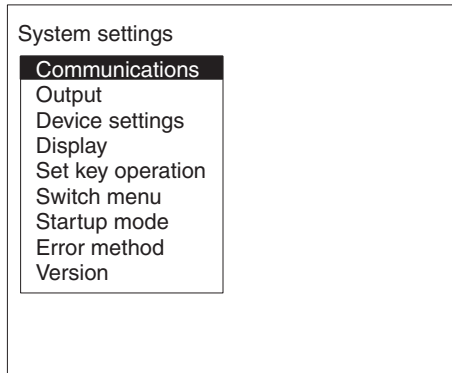 System settings
Communications
Output
Device settings
Display
Set key operation
Switch menu
Startup mode
Error method
Version